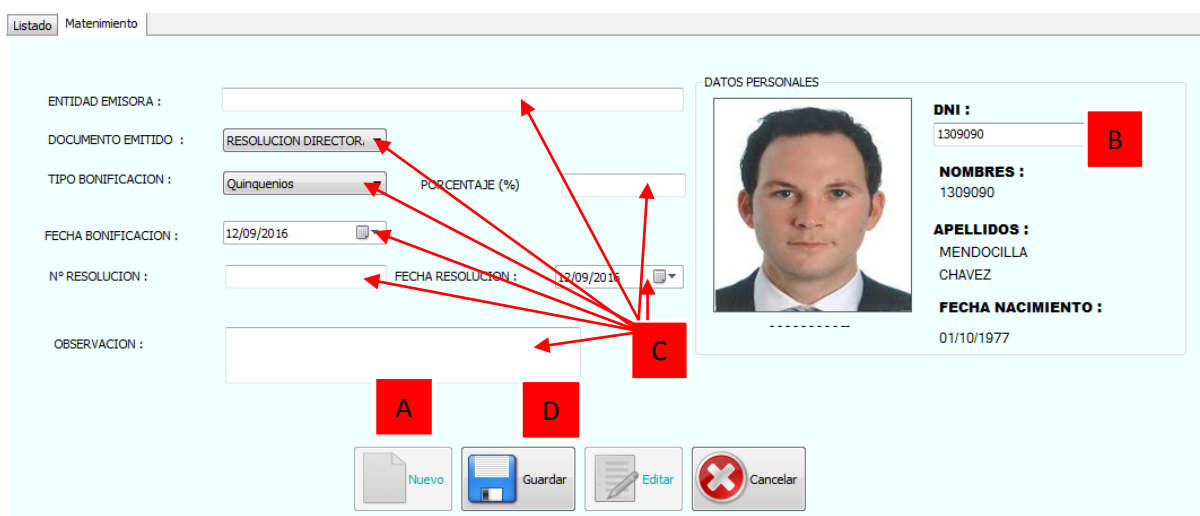 Listado Matenimiento
DATOS PERSONALES
ENTIDAD EMISORA :
DOCUMENTO EMITIDO : RESOLUCION DIRECTOR.
TIPO BONIFICACION : Quinquenios PORCENTAJE (%)
FECHA BONIFICACION : 12/09/2016
Nº RESOLUCION : FECHA RESOLUCION : 12/09/2016
OBSERVACION :
DNI :
1309090
B
NOMBRES :
1309090
APELLIDOS :
MENDOCILLA
CHAVEZ
FECHA NACIMIENTO :
01/10/1977
C
A
D
Nuevo Guardar Editar Cancelar